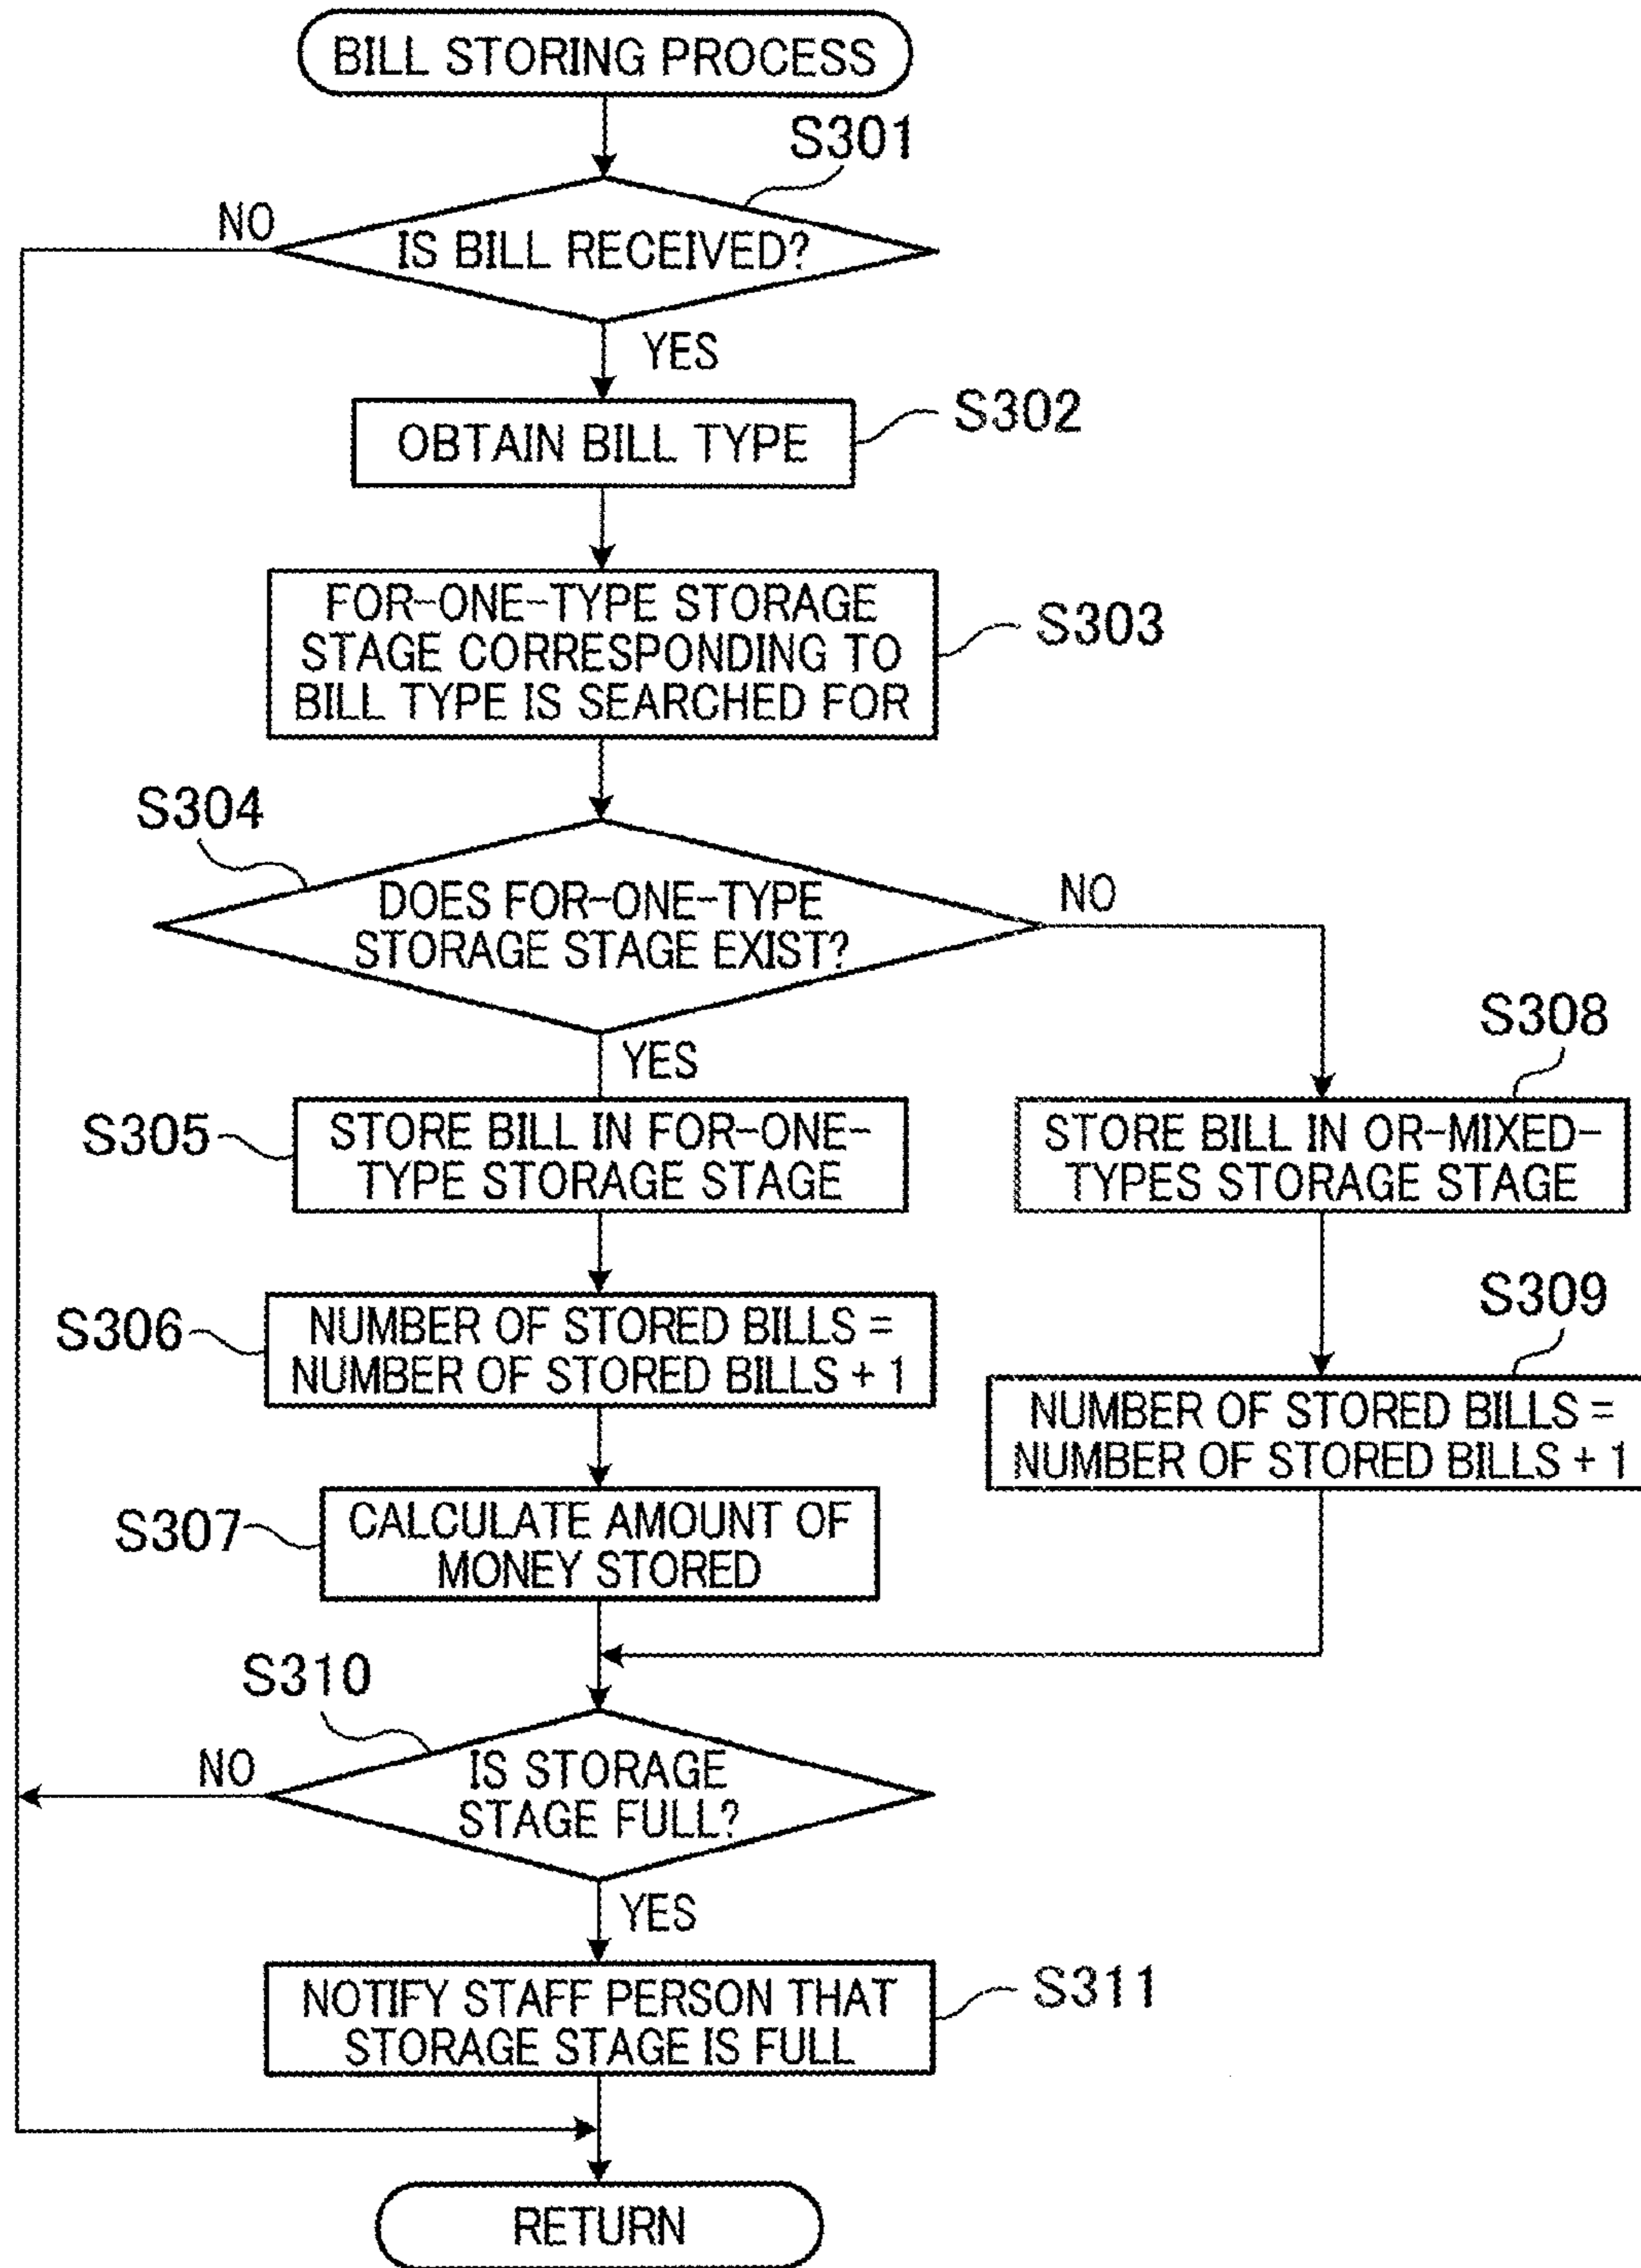 BILL STORING PROCESS
S301
NO
IS BILL RECEIVED?
YES
S302
OBTAIN BILL TYPE
FOR-ONE-TYPE STORAGE
STAGE CORRESPONDING TO
BILL TYPE IS SEARCHED FOR
S303
S304
DOES FOR-ONE-TYPE
STORAGE STAGE EXIST?
NO
YES
S305
STORE BILL IN FOR-ONE-
TYPE STORAGE STAGE
S308
STORE BILL IN OR-MIXED-
TYPES STORAGE STAGE
S306
NUMBER OF STORED BILLS =
NUMBER OF STORED BILLS + 1
S309
NUMBER OF STORED BILLS =
NUMBER OF STORED BILLS + 1
S307
CALCULATE AMOUNT OF
MONEY STORED
S310
NO
IS STORAGE
STAGE FULL?
YES
NOTIFY STAFF PERSON THAT
STORAGE STAGE IS FULL
S311
RETURN